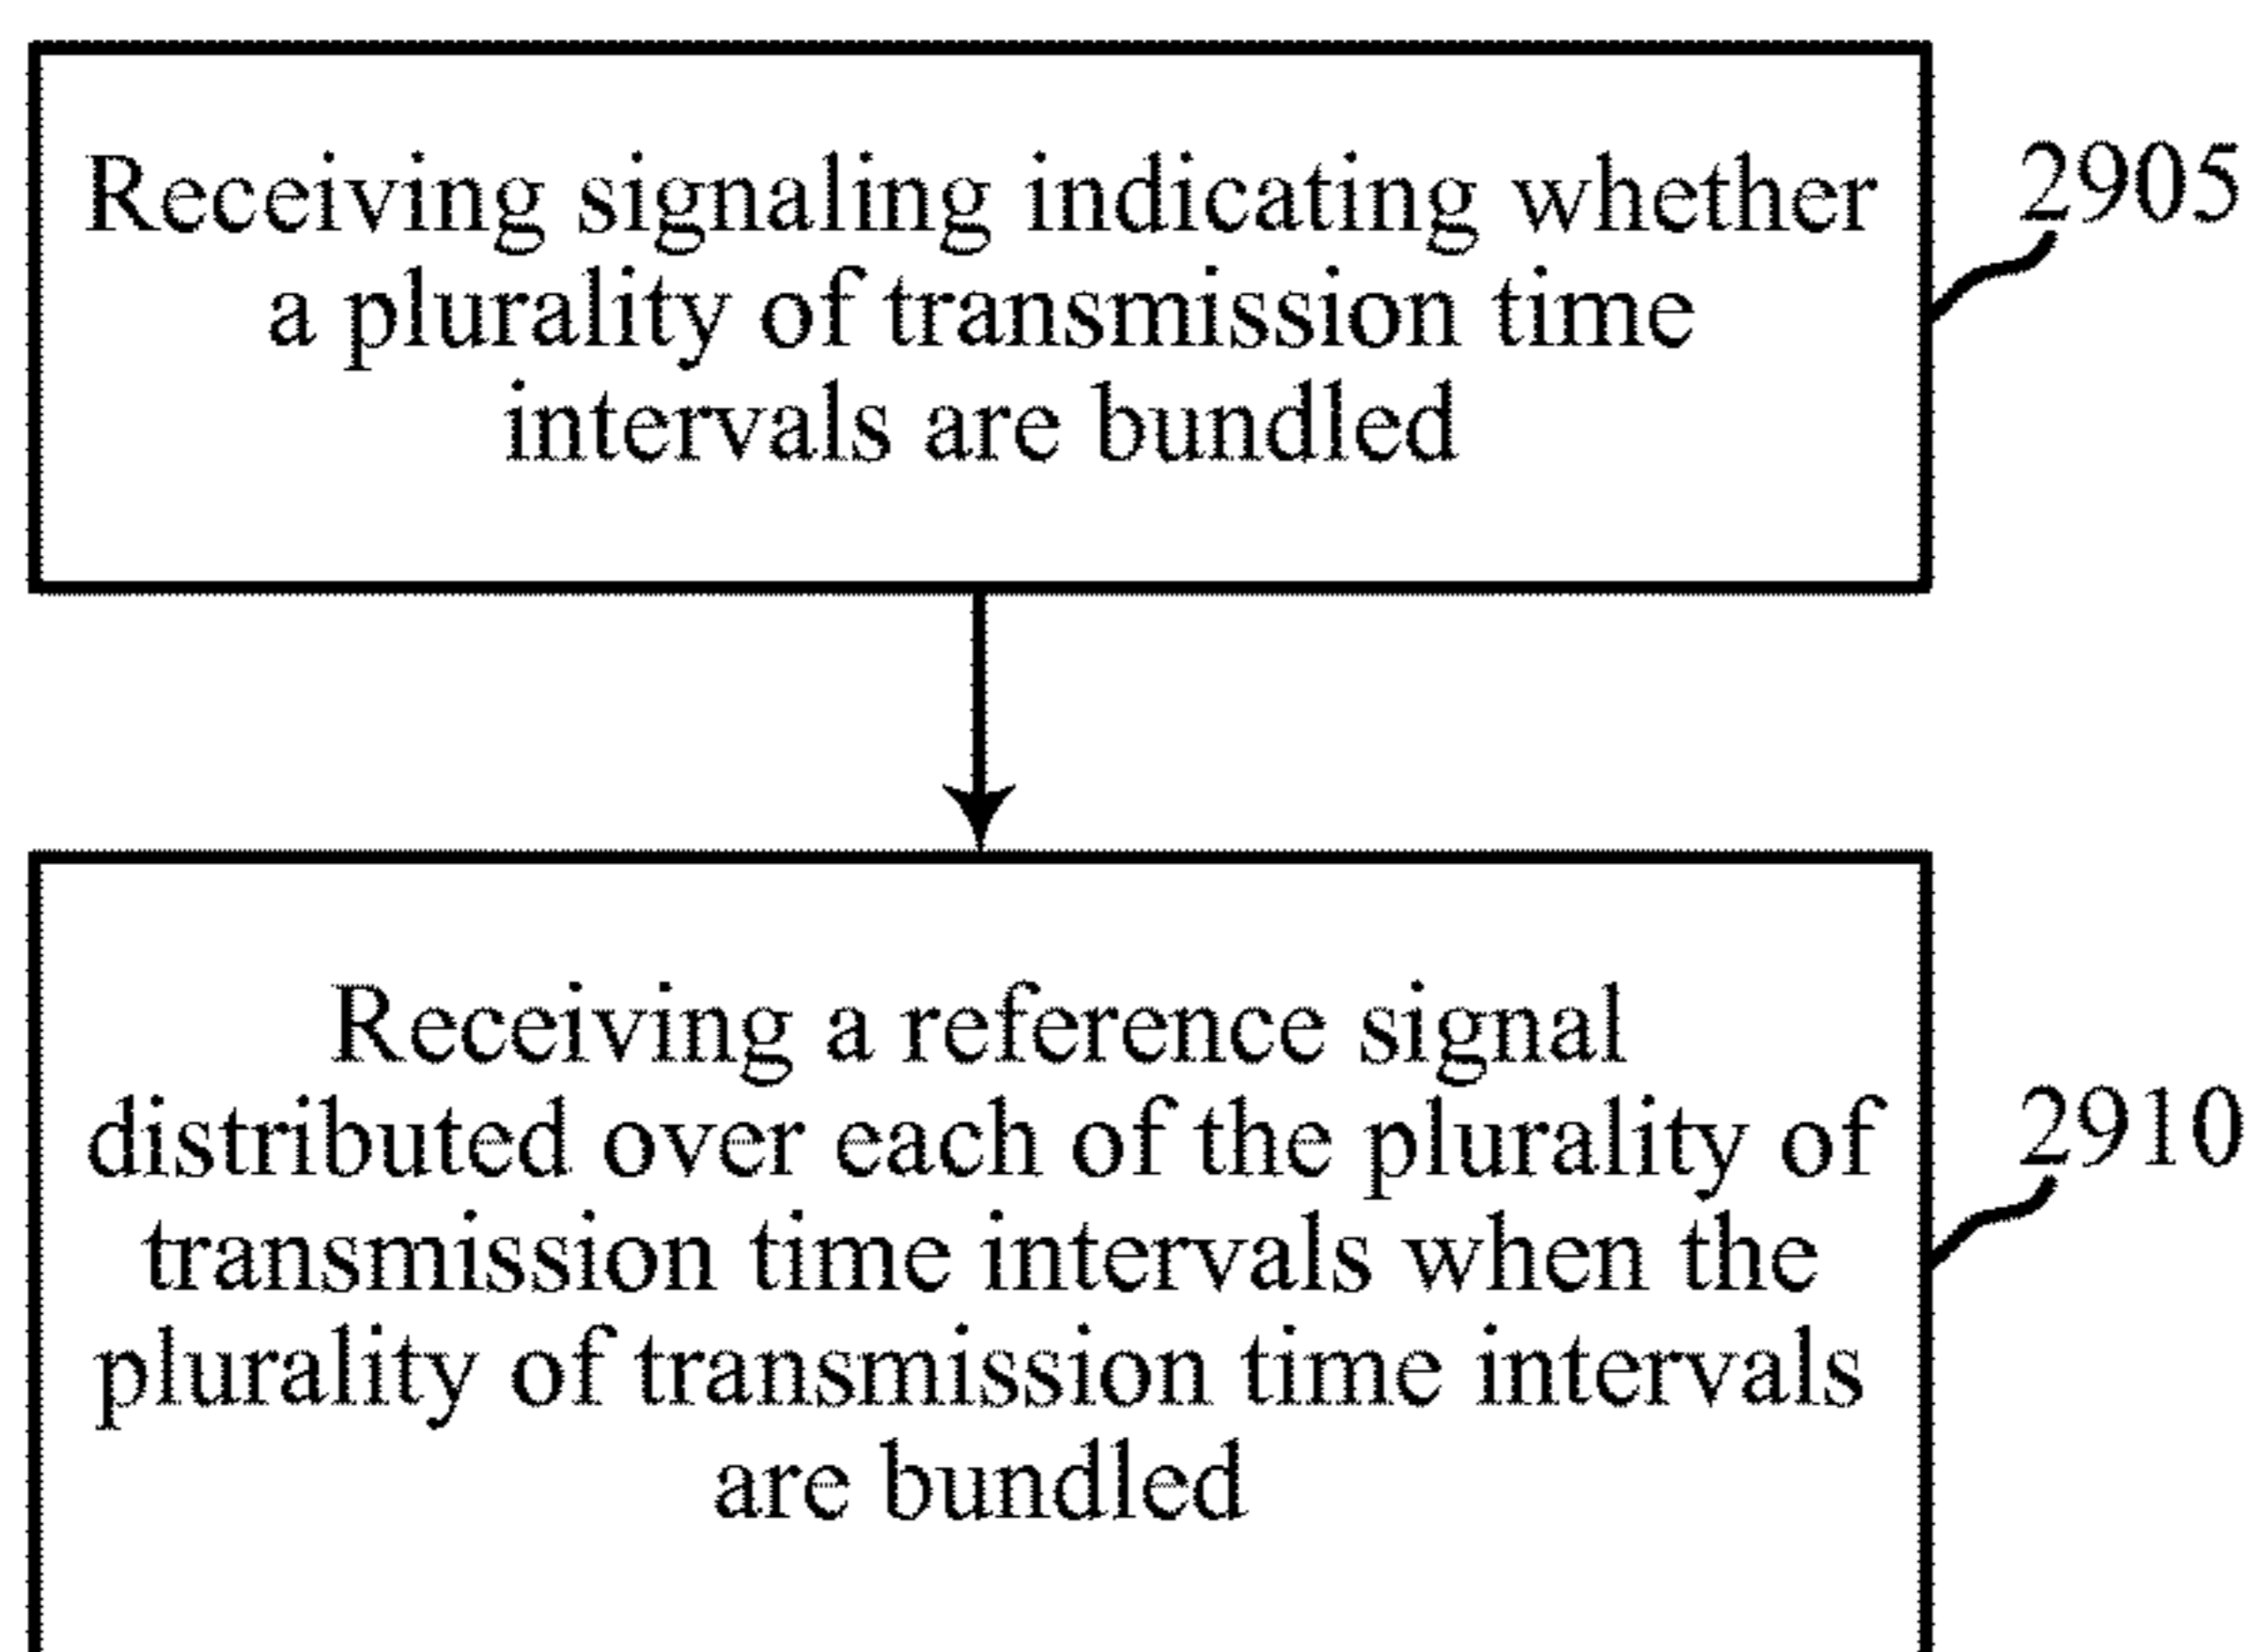 Receiving signaling indicating whether
a plurality of transmission time
intervals are bundled
2905
Receiving a reference signal
distributed over each of the plurality of
transmission time intervals when the
plurality of transmission time intervals
are bundled
2910